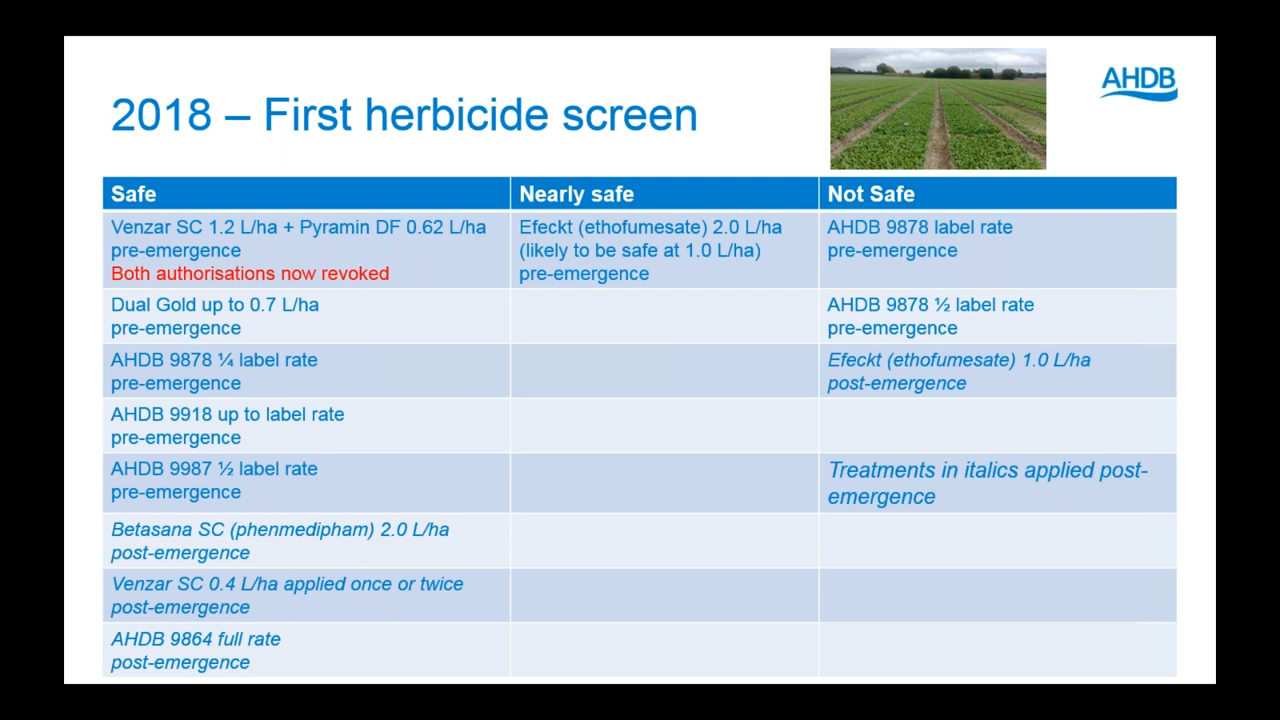 AHDB
2018 – First herbicide screen
Safe
Nearly safe
Not Safe
Venzar SC 1.2 L/ha + Pyramin DF 0.62 L/ha
pre-emergence
Both authorisations now revoked
Efeckt (ethofumesate) 2.0 L/ha
(likely to be safe at 1.0 L/ha)
pre-emergence
AHDB 9878 label rate
pre-emergence
Dual Gold up to 0.7 L/ha
pre-emergence
AHDB 9878 ½ label rate
pre-emergence
AHDB 9878 ¼ label rate
pre-emergence
Efeckt (ethofumesate) 1.0 L/ha
post-emergence
AHDB 9918 up to label rate
pre-emergence
AHDB 9987 ½ label rate
pre-emergence
Treatments in italics applied post-
emergence
Betasana SC (phenmedipham) 2.0 L/ha
post-emergence
Venzar SC 0.4 L/ha applied once or twice
post-emergence
AHDB 9864 full rate
post-emergence